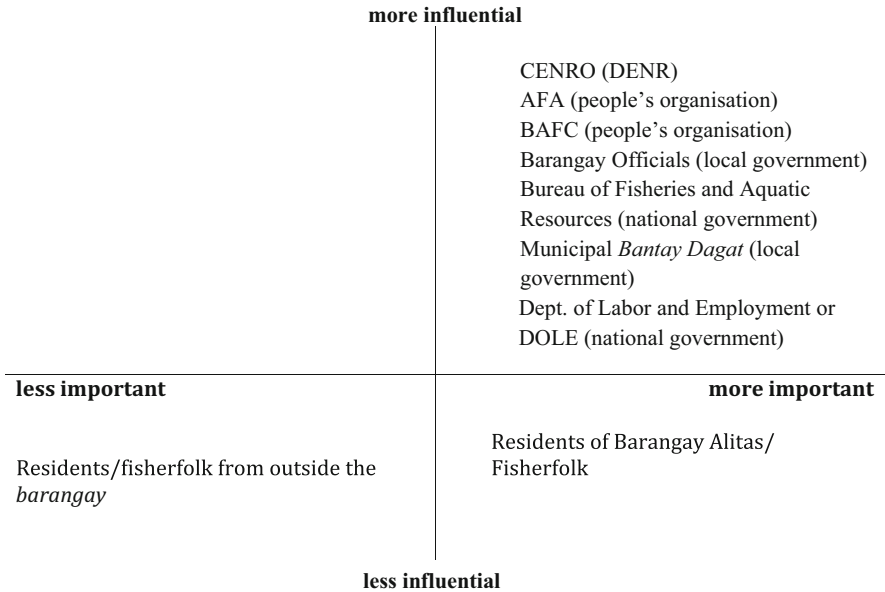 more influential
CENRO (DENR)
AFA (people’s organisation)
BAFC (people’s organisation)
Barangay Officials (local government)
Bureau of Fisheries and Aquatic
Resources (national government)
Municipal Bantay Dagat (local
government)
Dept. of Labor and Employment or
DOLE (national government)
less important
more important
Residents/fisherfolk from outside the
barangay
Residents of Barangay Alitas/
Fisherfolk
less influential